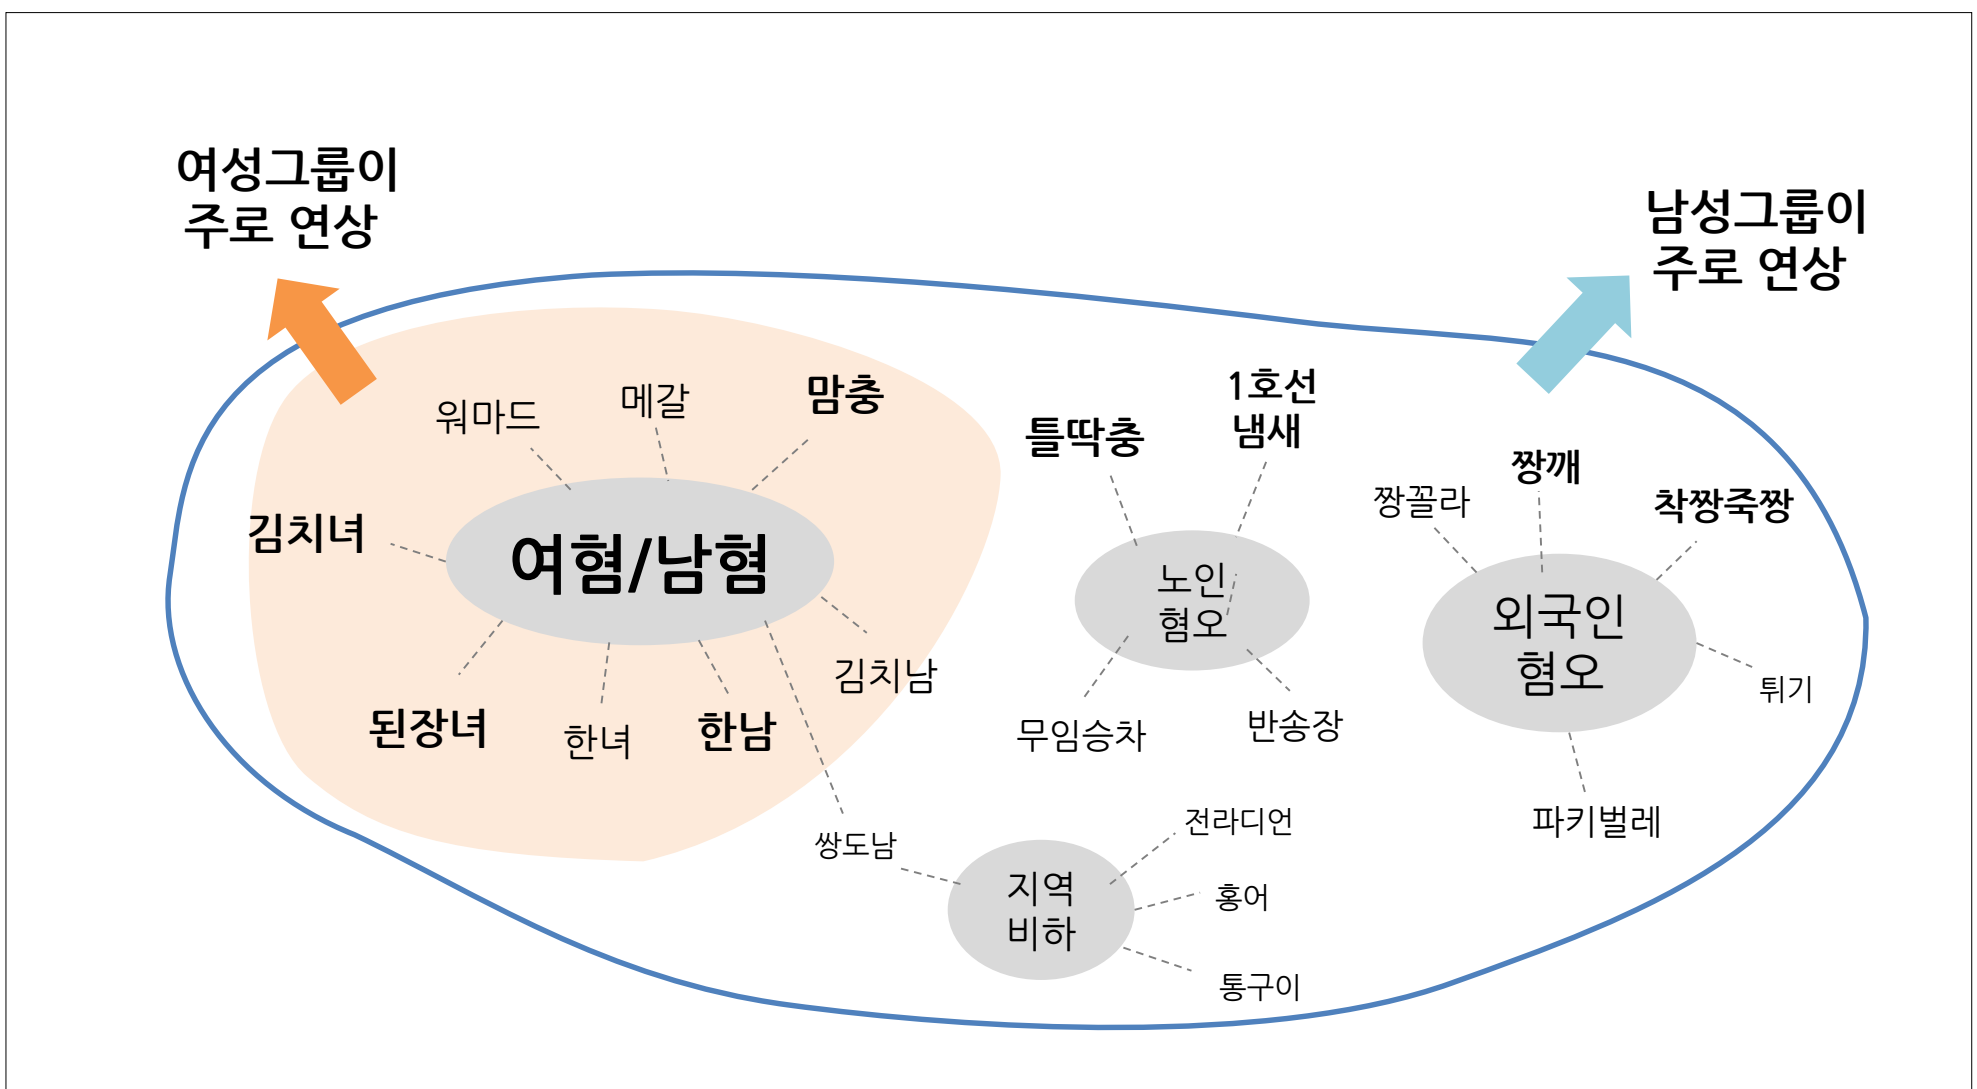 여성그룹이
주로 연상
남성그룹이
주로 연상
워마드
메갈
맘충
김치녀
여혐/남혐
된장녀
한녀
한남
김치남
쌍도남
틀딱충
1호선
냄새
노인
혐오
무임승차
반송장
짱꼴라
짱깨
착짱죽짱
외국인
혐오
튀기
파키벌레
지역
비하
전라디언
홍어
통구이